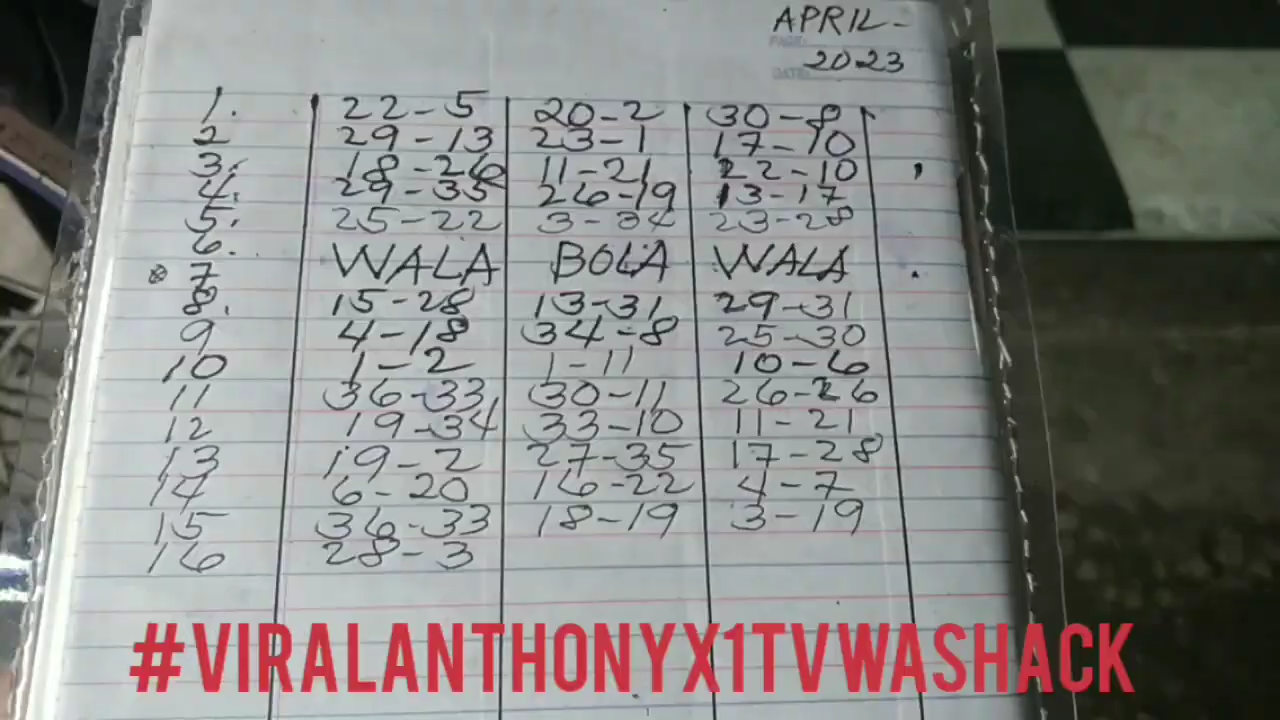 APRIL-
PAGE:
DATE: 2023
1. 22-5 20-2 30-8
2 29-13 23-1 17-10
3. 18-26 11-21 22-10
4. 29-35 26-19 13-17
5. 25-22 3-34 23-28
6.
7 WALA BOLA WALA
8. 15-28 13-31 29-31
9 4-18 34-8 25-30
10 1-2 1-11 10-6
11 36-33 30-11 26-26
12 19-34 33-10 11-21
13 19-2 27-35 17-28
14 6-20 16-22 4-7
15 36-33 18-19 3-19
16 28-3
#VIRALANTHONYX1TVWASHACK